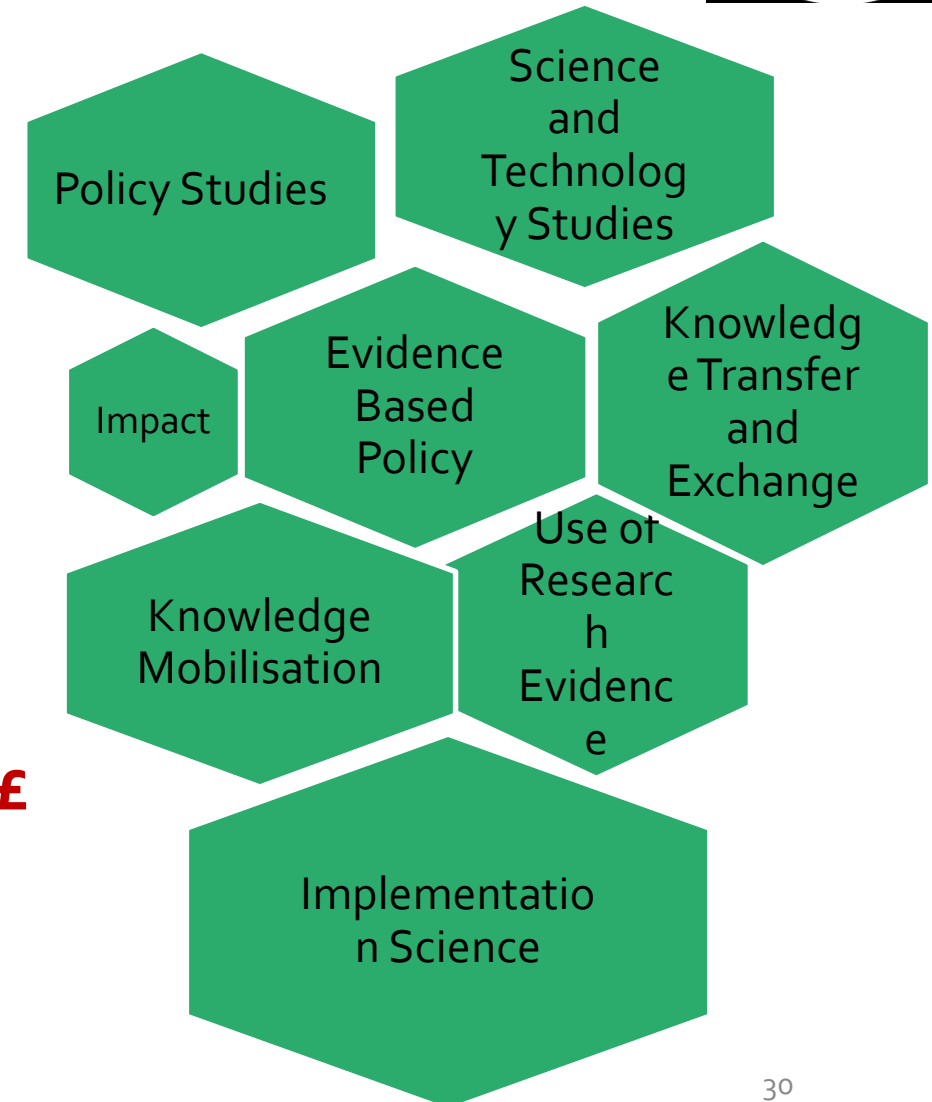 Policy Studies
Science
and
Technolog
y Studies
Impact
Evidence
Based
Policy
Knowledg
e Transfer
and
Exchange
Knowledge
Mobilisation
Use of
Researc
h
Evidenc
e
£
Implementatio
n Science
30